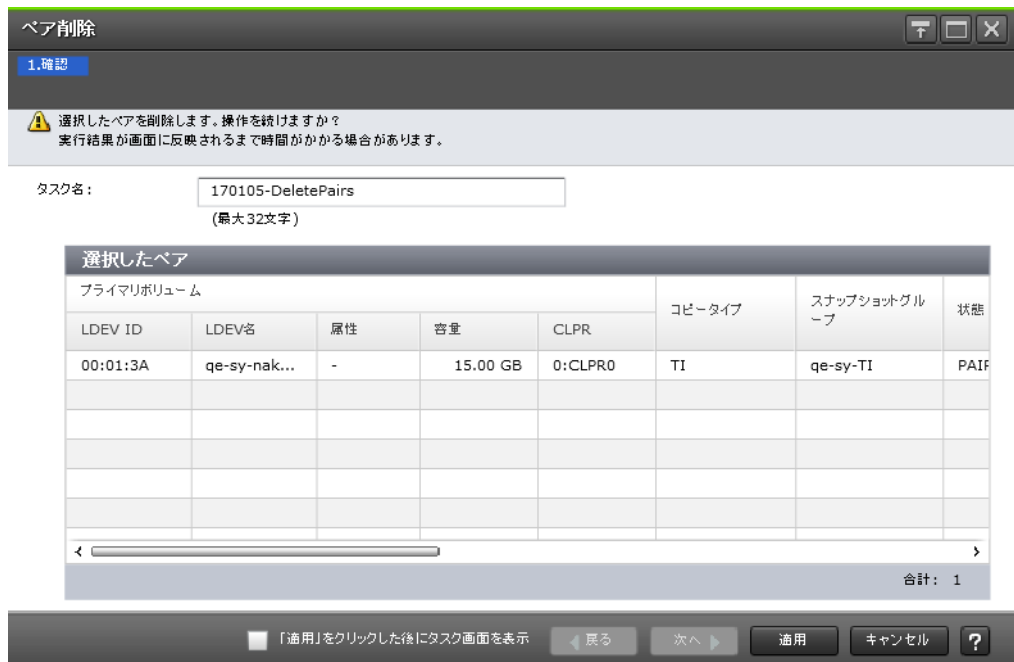 ペア削除
1.確認
選択したペアを削除します。操作を続けますか?
実行結果が画面に反映されるまで時間がかかる場合があります。
タスク名:
170105-DeletePairs
(最大32文字)
選択したペア
プライマリボリューム
コピータイプ
スナップショットグル
ープ
状態
LDEV ID
LDEV名
属性
容量
CLPR
00:01:3A
qe-sy-nak...
-
15.00 GB
0:CLPR0
TI
qe-sy-TI
合計: 1
「適用」をクリックした後にタスク画面を表示
戻る
次へ
適用
キャンセル
?